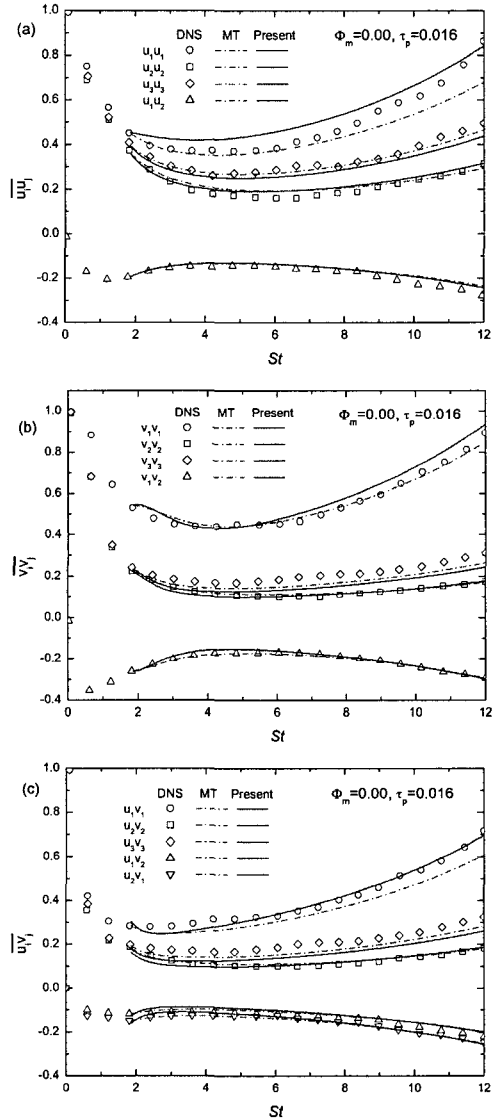 (a)
DNS MT Present
Φm=0.00, τp=0.016
u1u1
u2u2
u3u3
u1u2
1.0
0.8
0.6
0.4
0.2
0.0
-0.2
-0.4
uiuj
0 2 4 6 8 10 12
St
(b)
DNS MT Present
Φm=0.00, τp=0.016
v1v1
v2v2
v3v3
v1v2
1.0
0.8
0.6
0.4
0.2
0.0
-0.2
-0.4
vivj
0 2 4 6 8 10 12
St
(c)
DNS MT Present
Φm=0.00, τp=0.016
u1v1
u2v2
u3v3
u1v2
u2v1
1.0
0.8
0.6
0.4
0.2
0.0
-0.2
-0.4
uivj
0 2 4 6 8 10 12
St